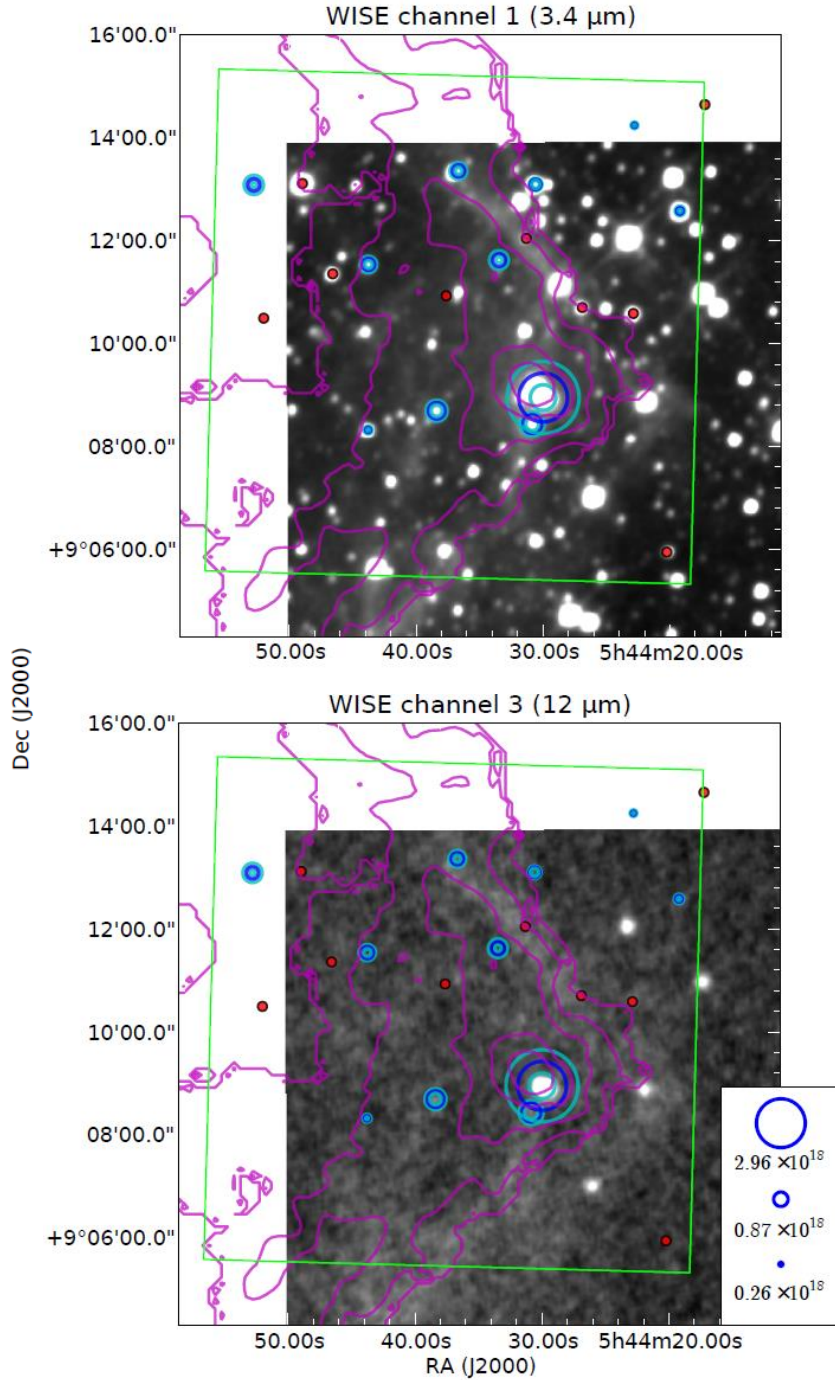 WISE channel 1 (3.4 μm)
16'00.0"
14'00.0"
12'00.0"
10'00.0"
08'00.0"
+9°06'00.0"
50.00s 40.00s 30.00s 5h44m20.00s
Dec (J2000)
WISE channel 3 (12 μm)
16'00.0"
14'00.0"
12'00.0"
10'00.0"
08'00.0"
+9°06'00.0"
2.96 ×10¹⁸
0.87 ×10¹⁸
0.26 ×10¹⁸
50.00s 40.00s 30.00s 5h44m20.00s
RA (J2000)